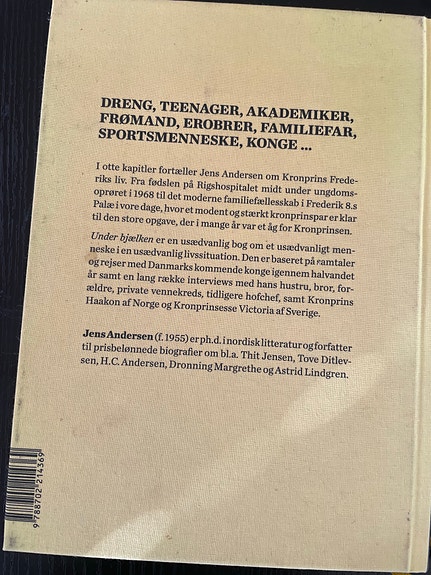 DRENG, TEENAGER, AKADEMIKER,
FRØMAND, EROBRER, FAMILIEFAR,
SPORTSMENNESKE, KONGE ...
I otte kapitler fortæller Jens Andersen om Kronprins Frede-
riks liv. Fra fødslen på Rigshospitalet midt under ungdoms-
oprøret i 1968 til det moderne familiefællesskab i Frederik 8.s
Palæ i vore dage, hvor et modent og stærkt kronprinspar er klar
til den store opgave, der i mange år var et åg for Kronprinsen.
Under bjælken er en usædvanlig bog om et usædvanligt men-
neske i en usædvanlig livssituation. Den er baseret på samtaler
og rejser med Danmarks kommende konge igennem halvandet
år samt en lang række interviews med hans hustru, bror, for-
ældre, private vennekreds, tidligere hofchef, samt Kronprins
Haakon af Norge og Kronprinsesse Victoria af Sverige.
Jens Andersen (f. 1955) er ph.d. i nordisk litteratur og forfatter
til prisbelønnede biografier om bl.a. Thit Jensen, Tove Ditlev-
sen, H.C. Andersen, Dronning Margrethe og Astrid Lindgren.
9 788702 214369